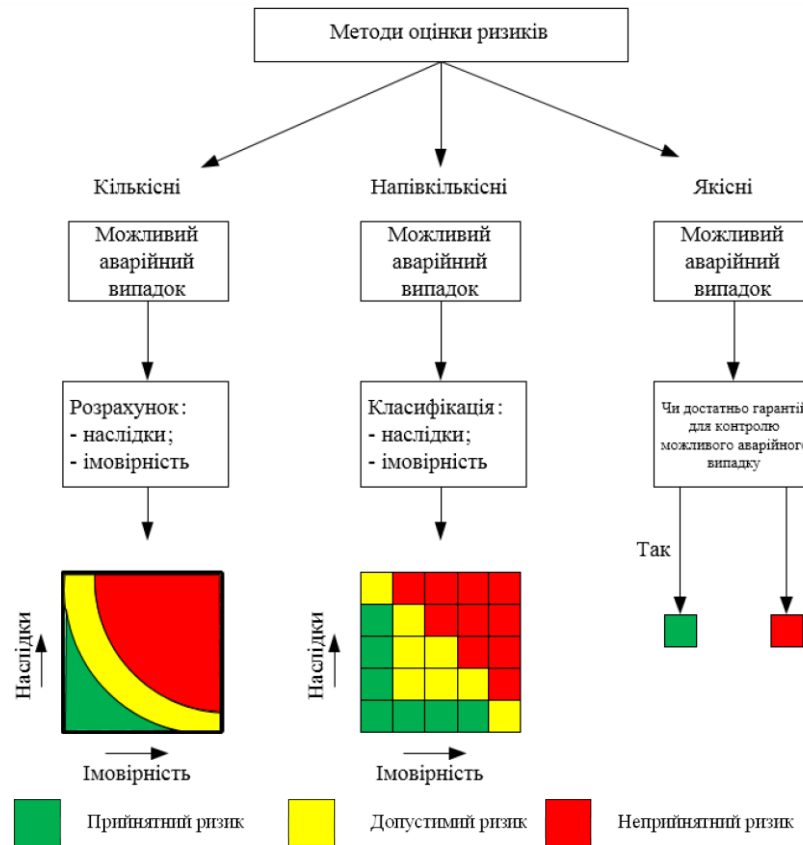 Методи оцінки ризиків
Кількісні
Напівкількісні
Якісні
Можливий
аварійний
випадок
Можливий
аварійний
випадок
Можливий
аварійний
випадок
Розрахунок:
- наслідки;
- імовірність
Класифікація:
- наслідки;
- імовірність
Чи достатньо гарантій
для контролю
можливого аварійного
випадку
Так
Наслідки
Імовірність
Наслідки
Імовірність
Прийнятний ризик
Допустимий ризик
Неприйнятний ризик